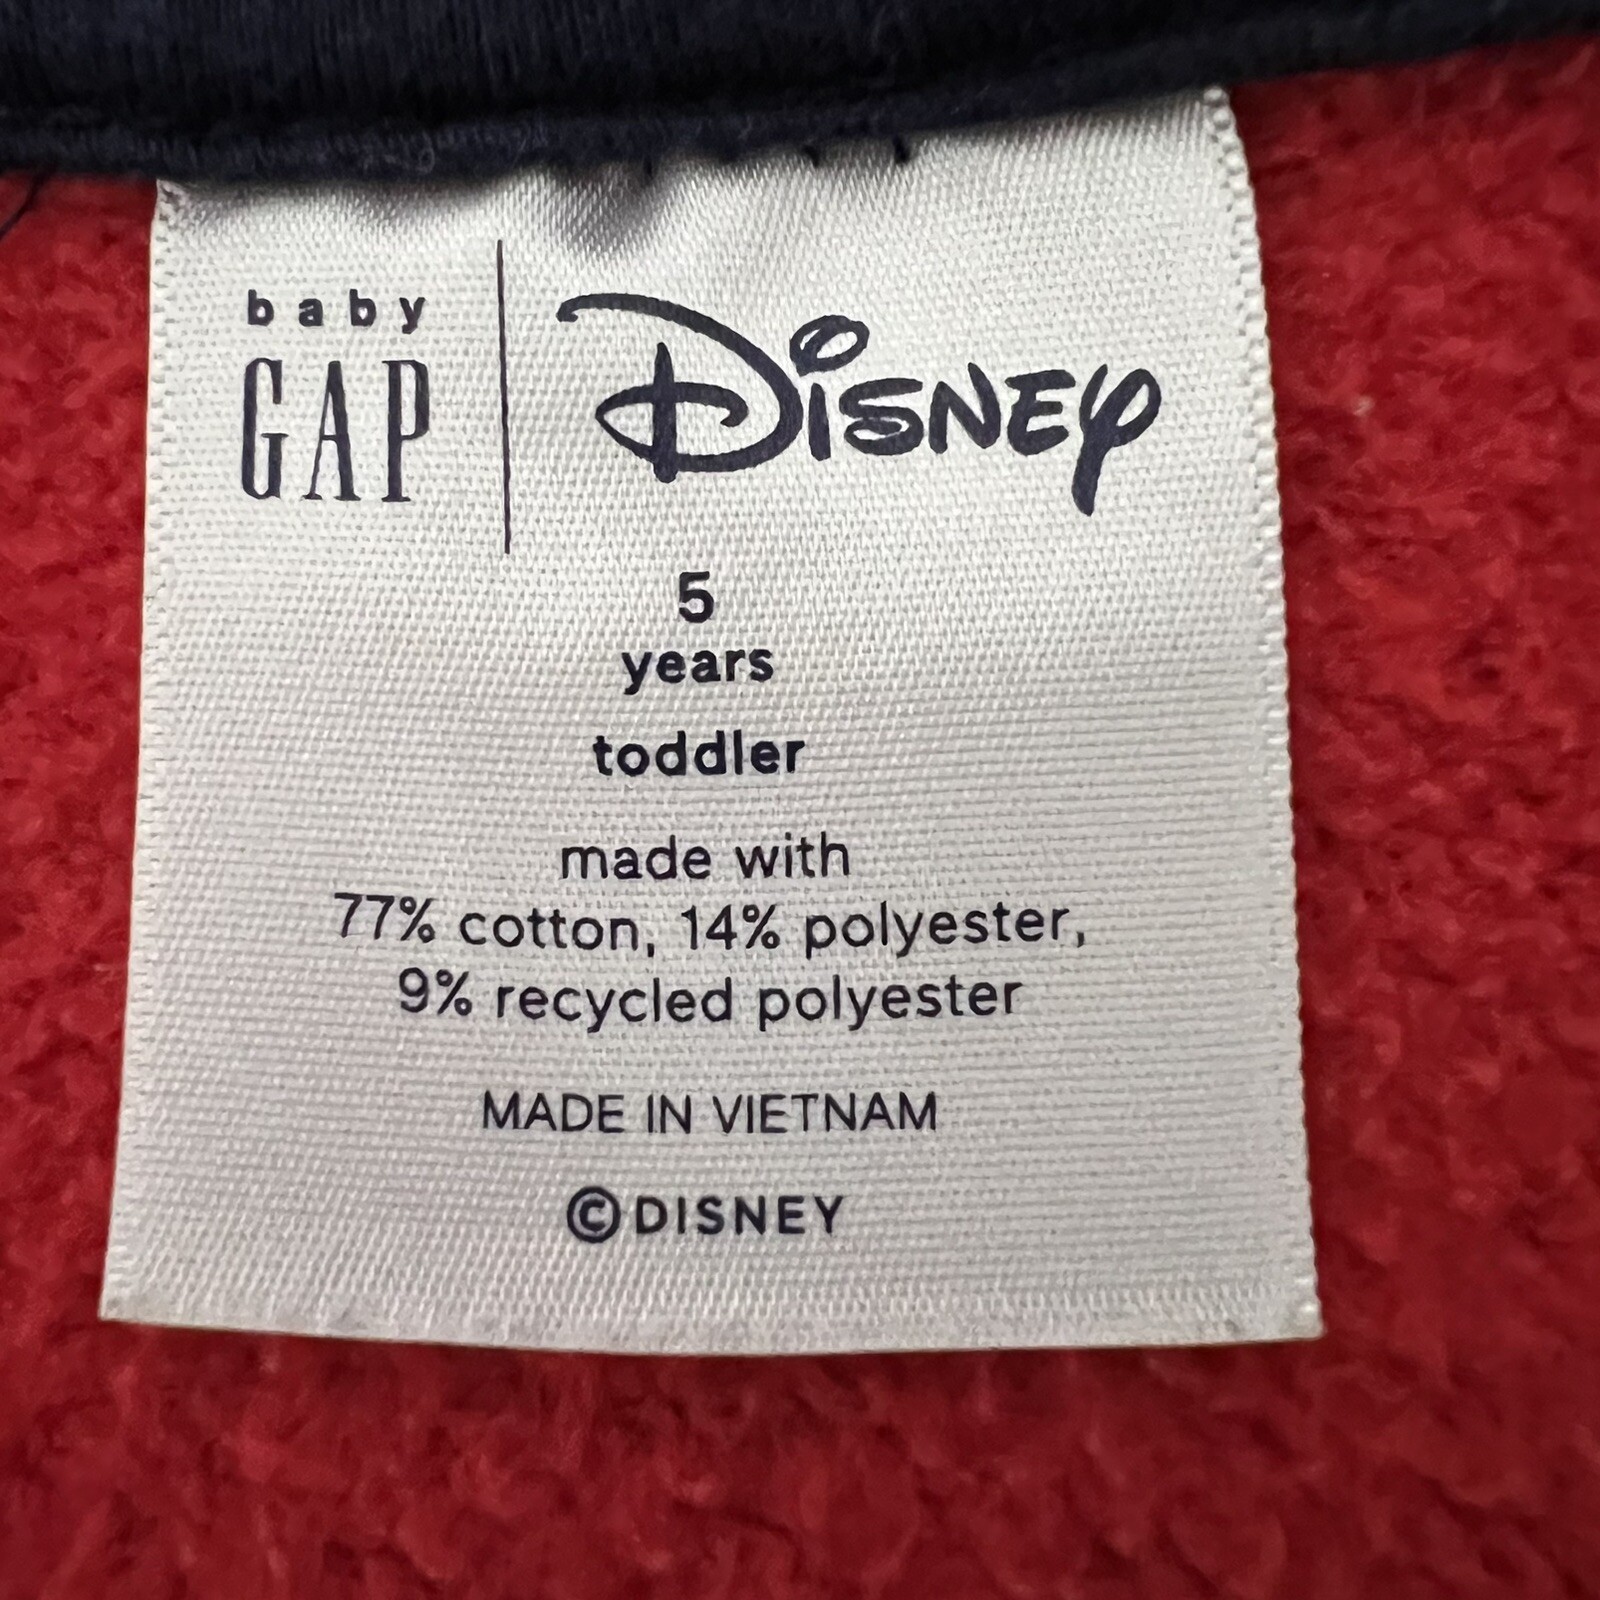 baby
GAP
Disney
5
years
toddler
made with
77% cotton, 14% polyester,
9% recycled polyester
MADE IN VIETNAM
©DISNEY